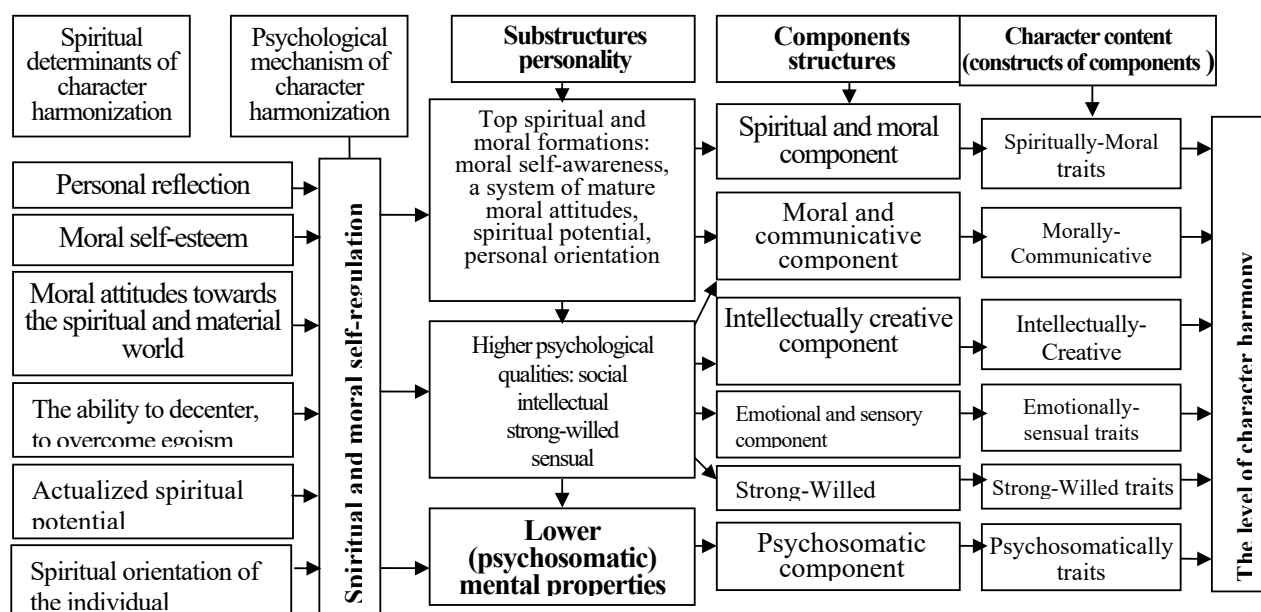 Spiritual
determinants of
character
harmonization
Psychological
mechanism of
character
harmonization
Substructures
personality
Components
structures
Character content
(constructs of components )
Personal reflection
Moral self-esteem
Moral attitudes towards
the spiritual and material
world
The ability to decenter,
to overcome egoism
Actualized spiritual
potential
Spiritual orientation of
the individual
Spiritual and moral self-regulation
Top spiritual and
moral formations:
moral self-awareness,
a system of mature
moral attitudes,
spiritual potential,
personal orientation
Higher psychological
qualities: social
intellectual
strong-willed
sensual
Lower
(psychosomatic)
mental properties
Spiritual and moral
component
Moral and
communicative
component
Intellectually creative
component
Emotional and sensory
component
Strong-Willed
Psychosomatic
component
Spiritually-Moral
traits
Morally-
Communicative
Intellectually-
Creative
Emotionally-
sensual traits
Strong-Willed traits
Psychosomatically
traits
The level of character harmony